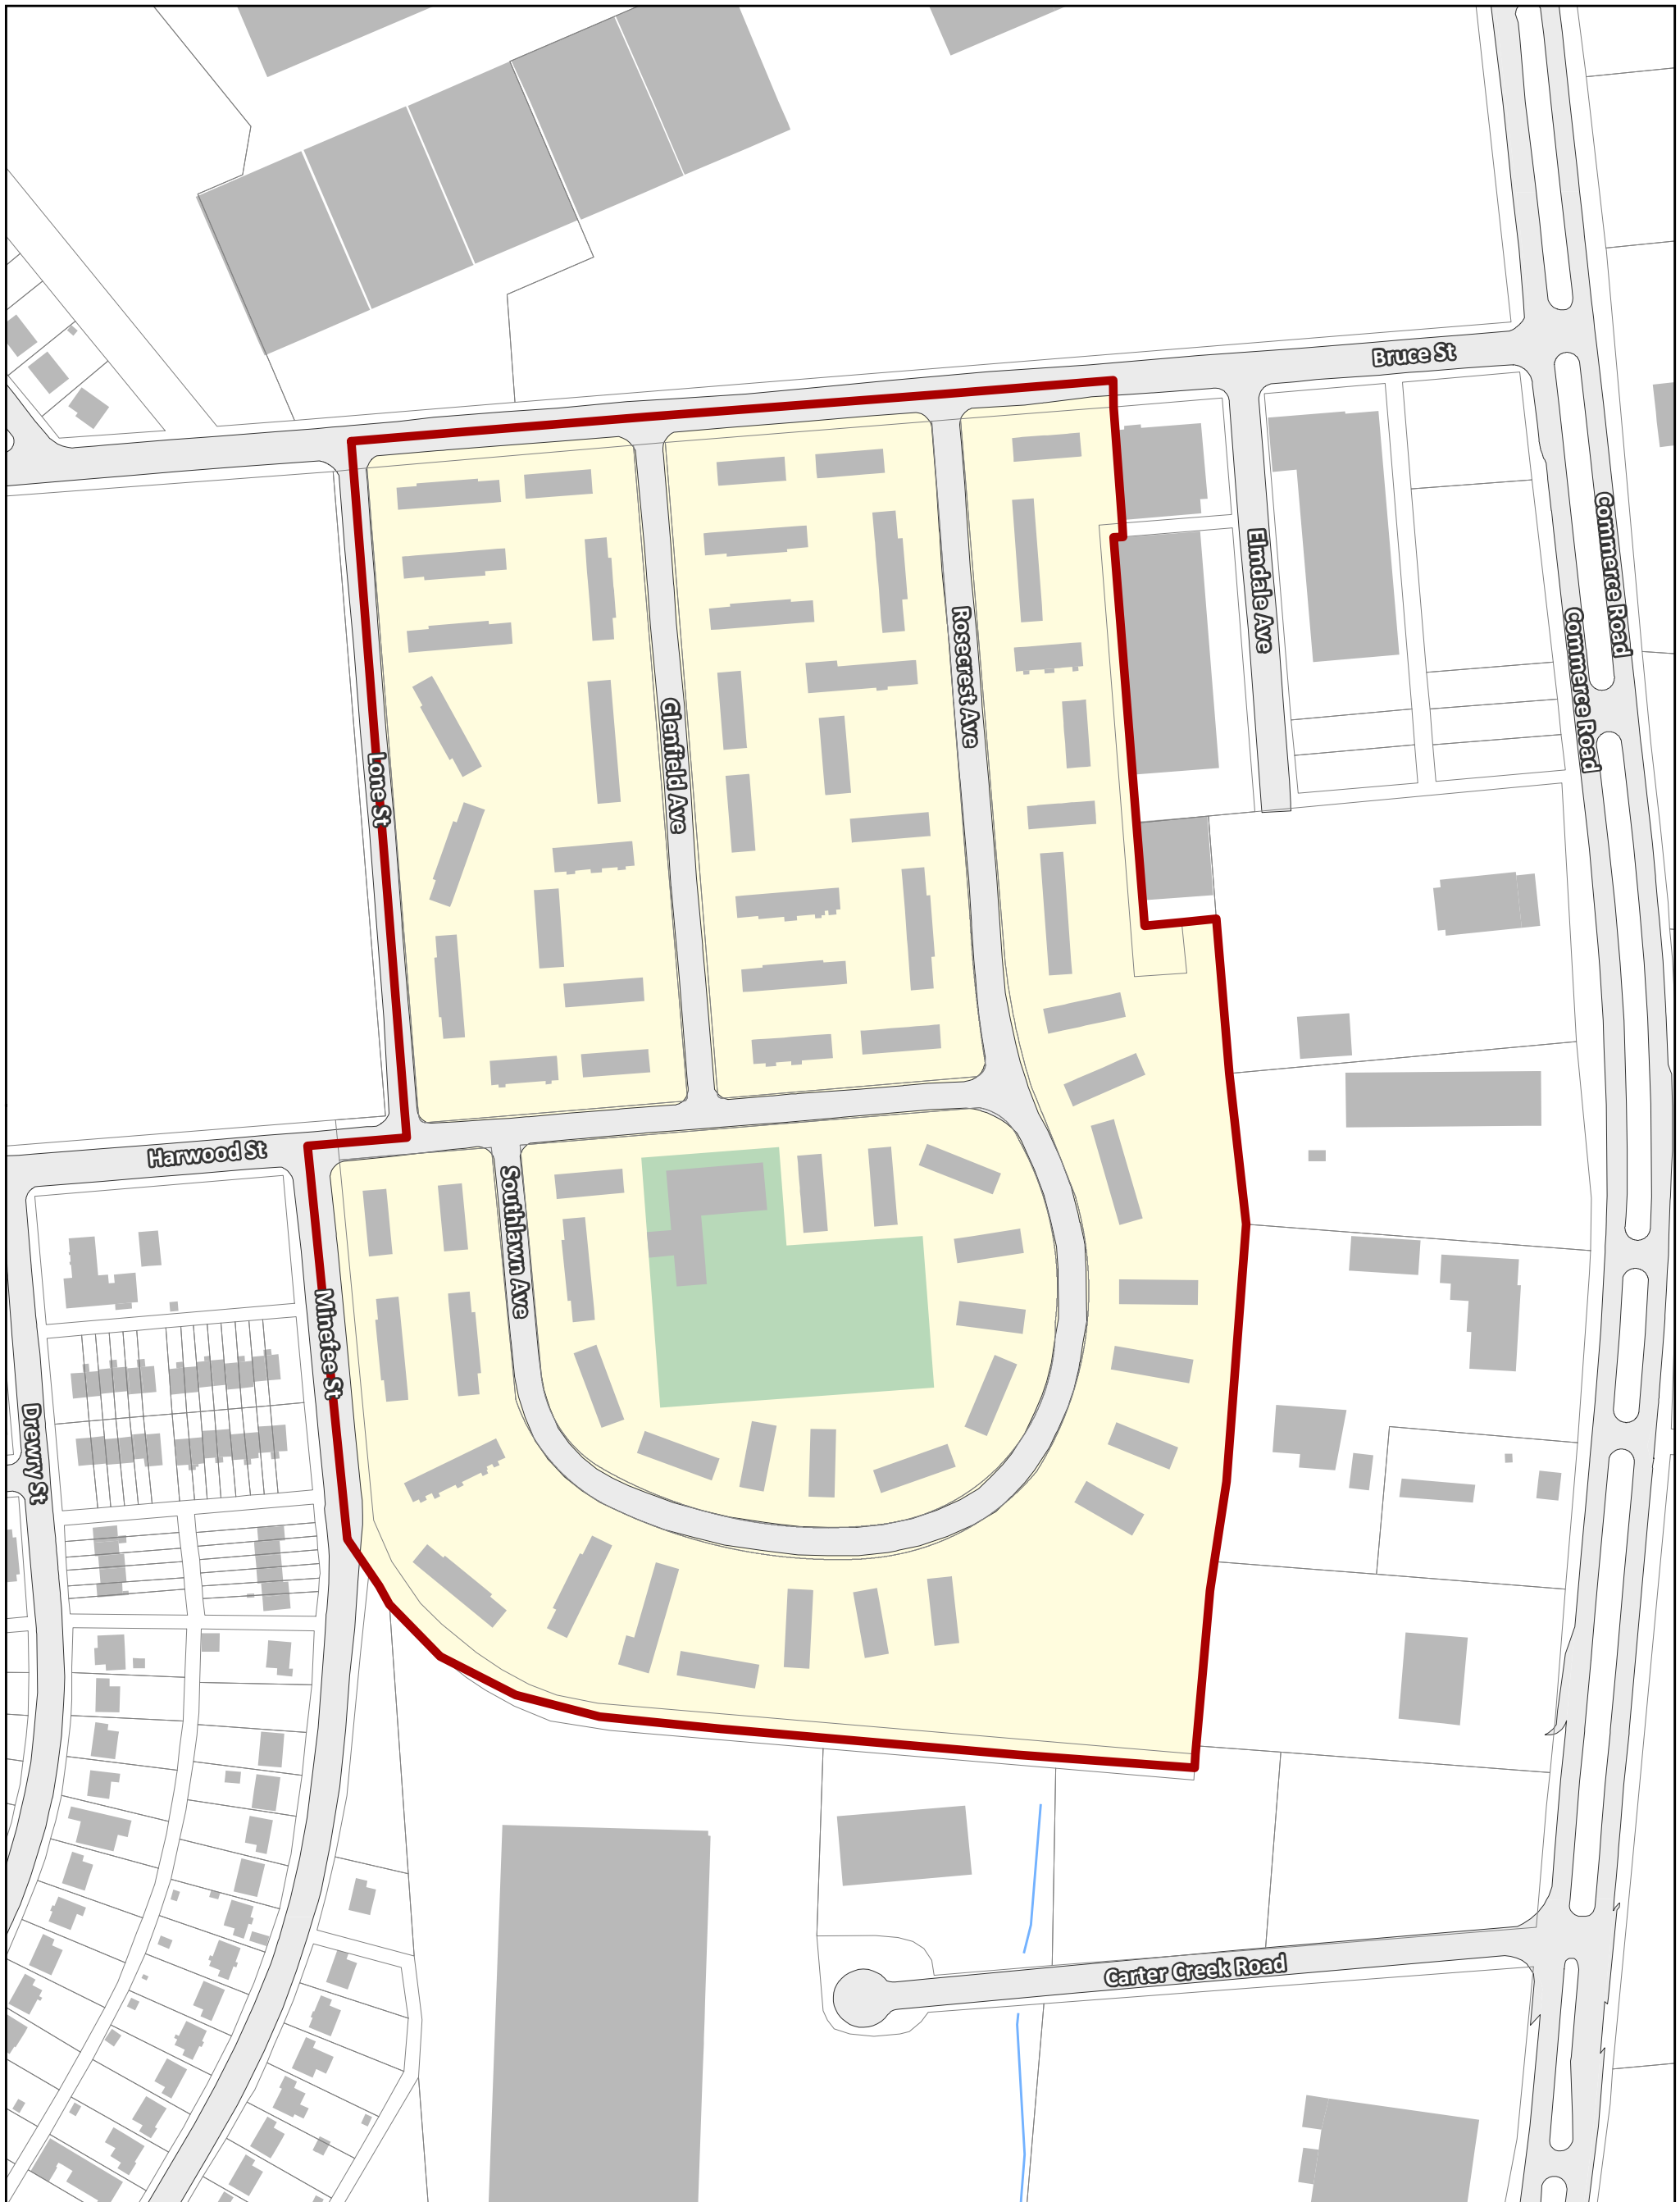 Bruce St
Commerce Road
Elmdale Ave
Rosecrest Ave
Commerce Road
Glenfield Ave
Lone St
Harwood St
Southlawn Ave
Minefee St
Drewry St
Carter Creek Road